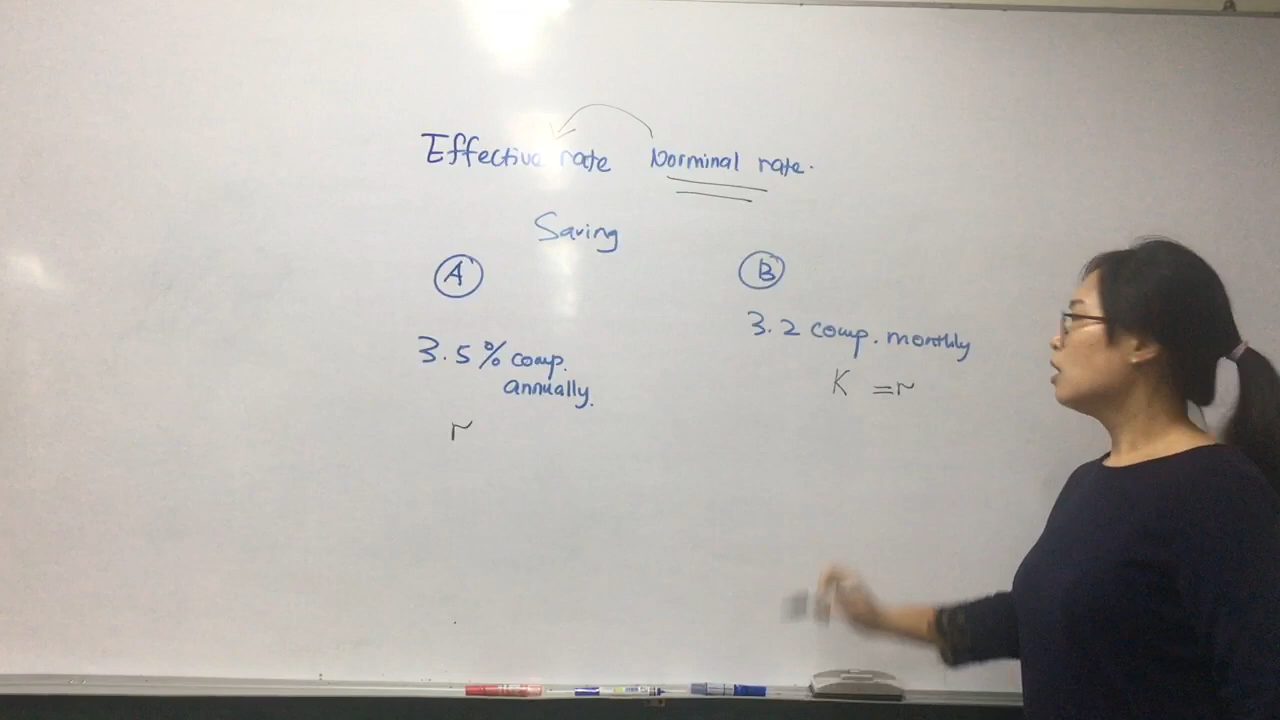 Effective rate Norminal rate.
Saving
A B
3.5% comp. annually.
3.2 comp. monthly
K = r
r